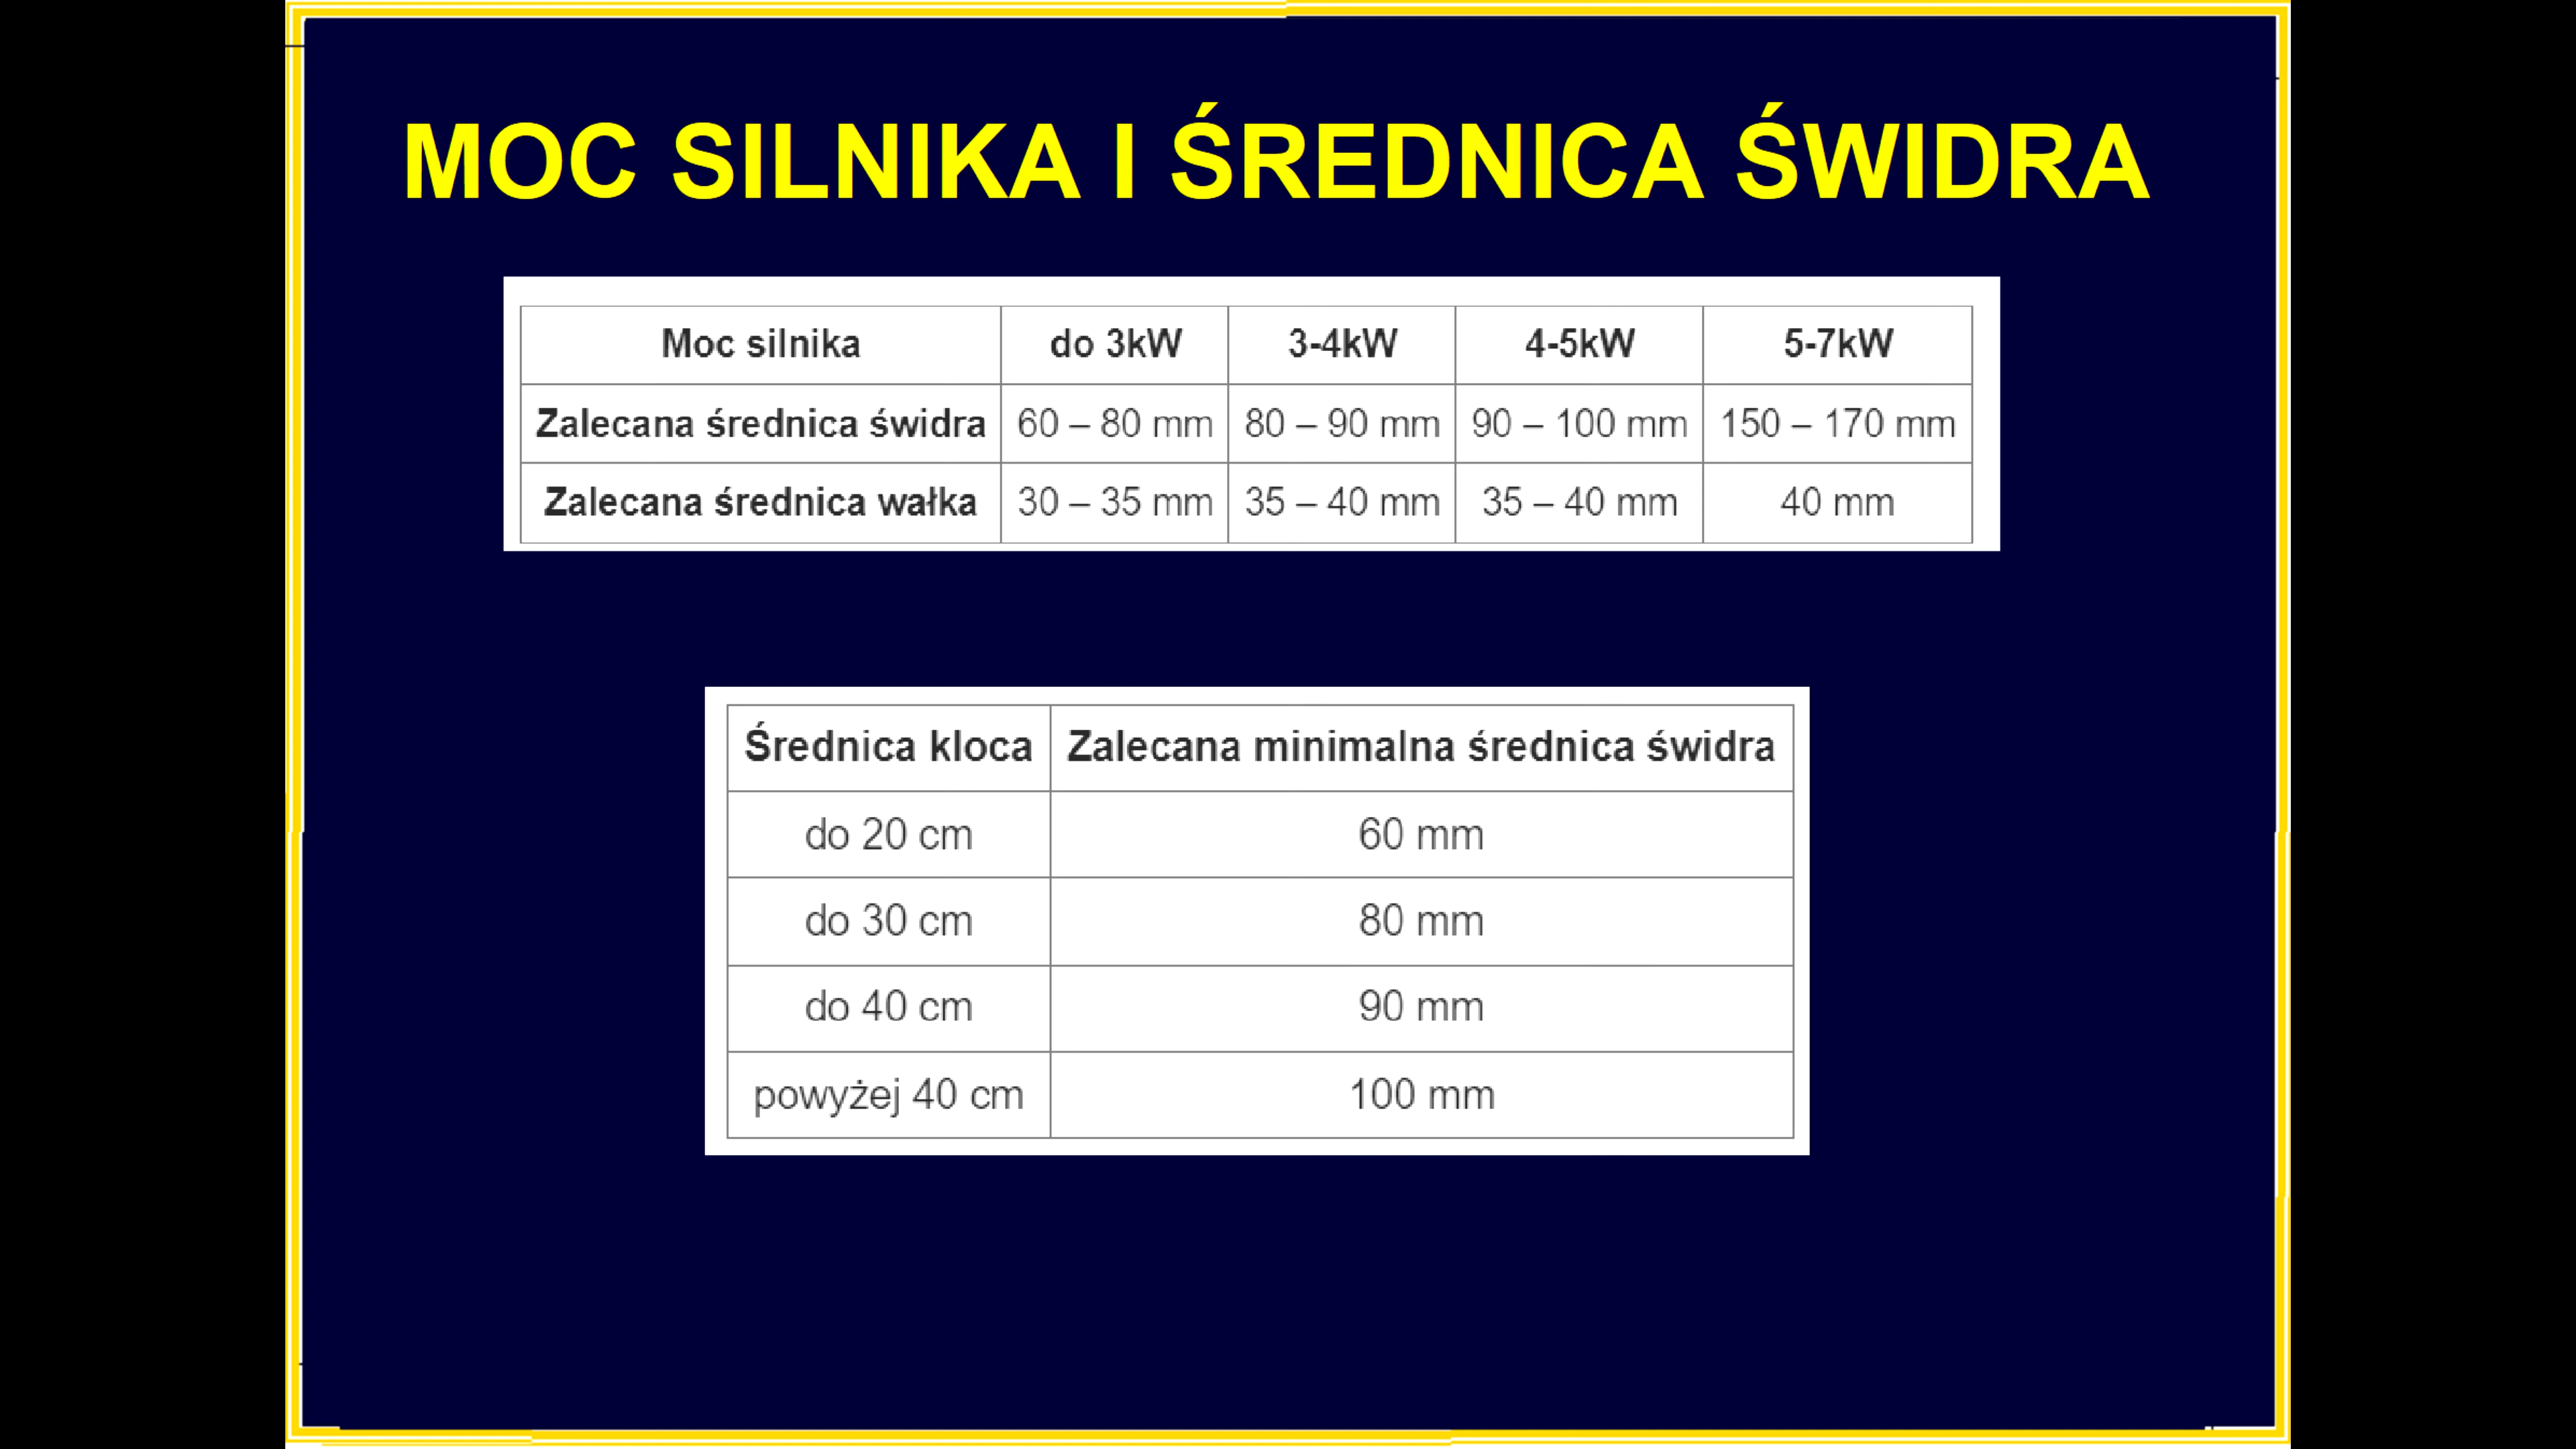 MOC SILNIKA I ŚREDNICA ŚWIDRA
Moc silnika do 3kW 3-4kW 4-5kW 5-7kW
Zalecana średnica świdra 60 – 80 mm 80 – 90 mm 90 – 100 mm 150 – 170 mm
Zalecana średnica wałka 30 – 35 mm 35 – 40 mm 35 – 40 mm 40 mm
Średnica kloca Zalecana minimalna średnica świdra
do 20 cm 60 mm
do 30 cm 80 mm
do 40 cm 90 mm
powyżej 40 cm 100 mm